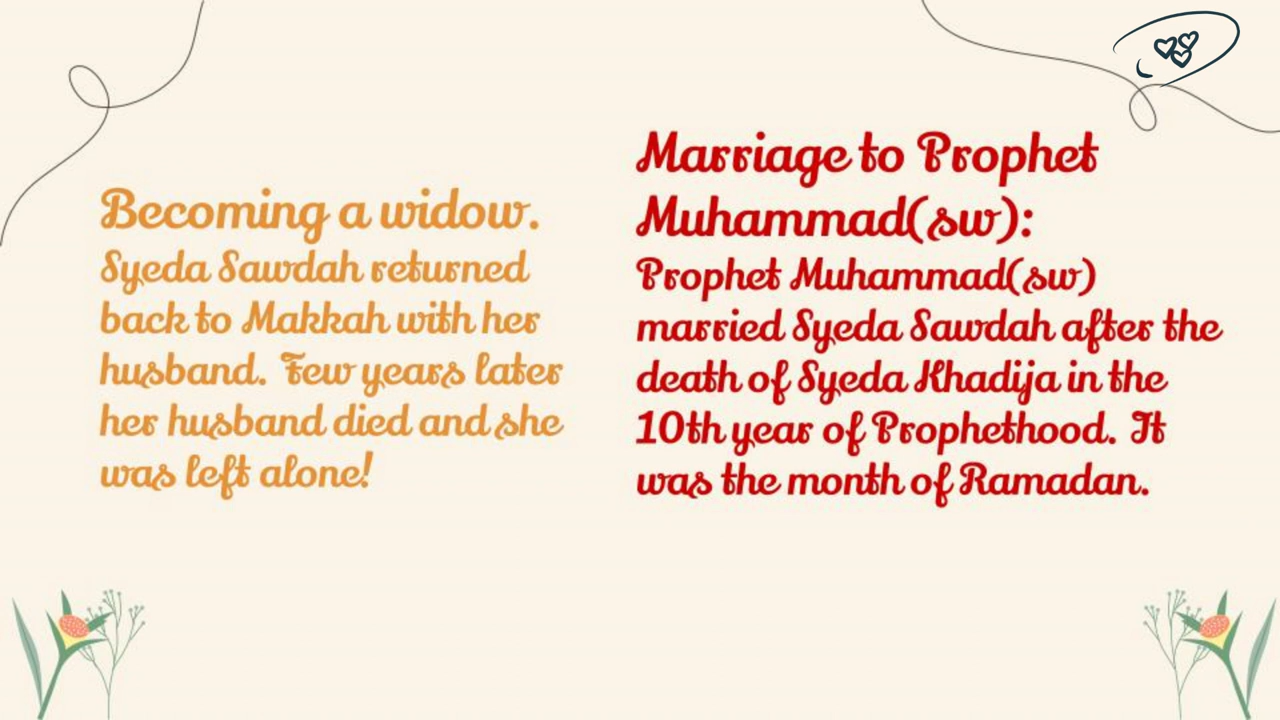 Becoming a widow.
Syeda Sawdah returned
back to Makkah with her
husband. Few years later
her husband died and she
was left alone!
Marriage to Prophet
Muhammad(sw):
Prophet Muhammad(sw)
married Syeda Sawdah after the
death of Syeda Khadija in the
10th year of Prophethood. It
was the month of Ramadan.